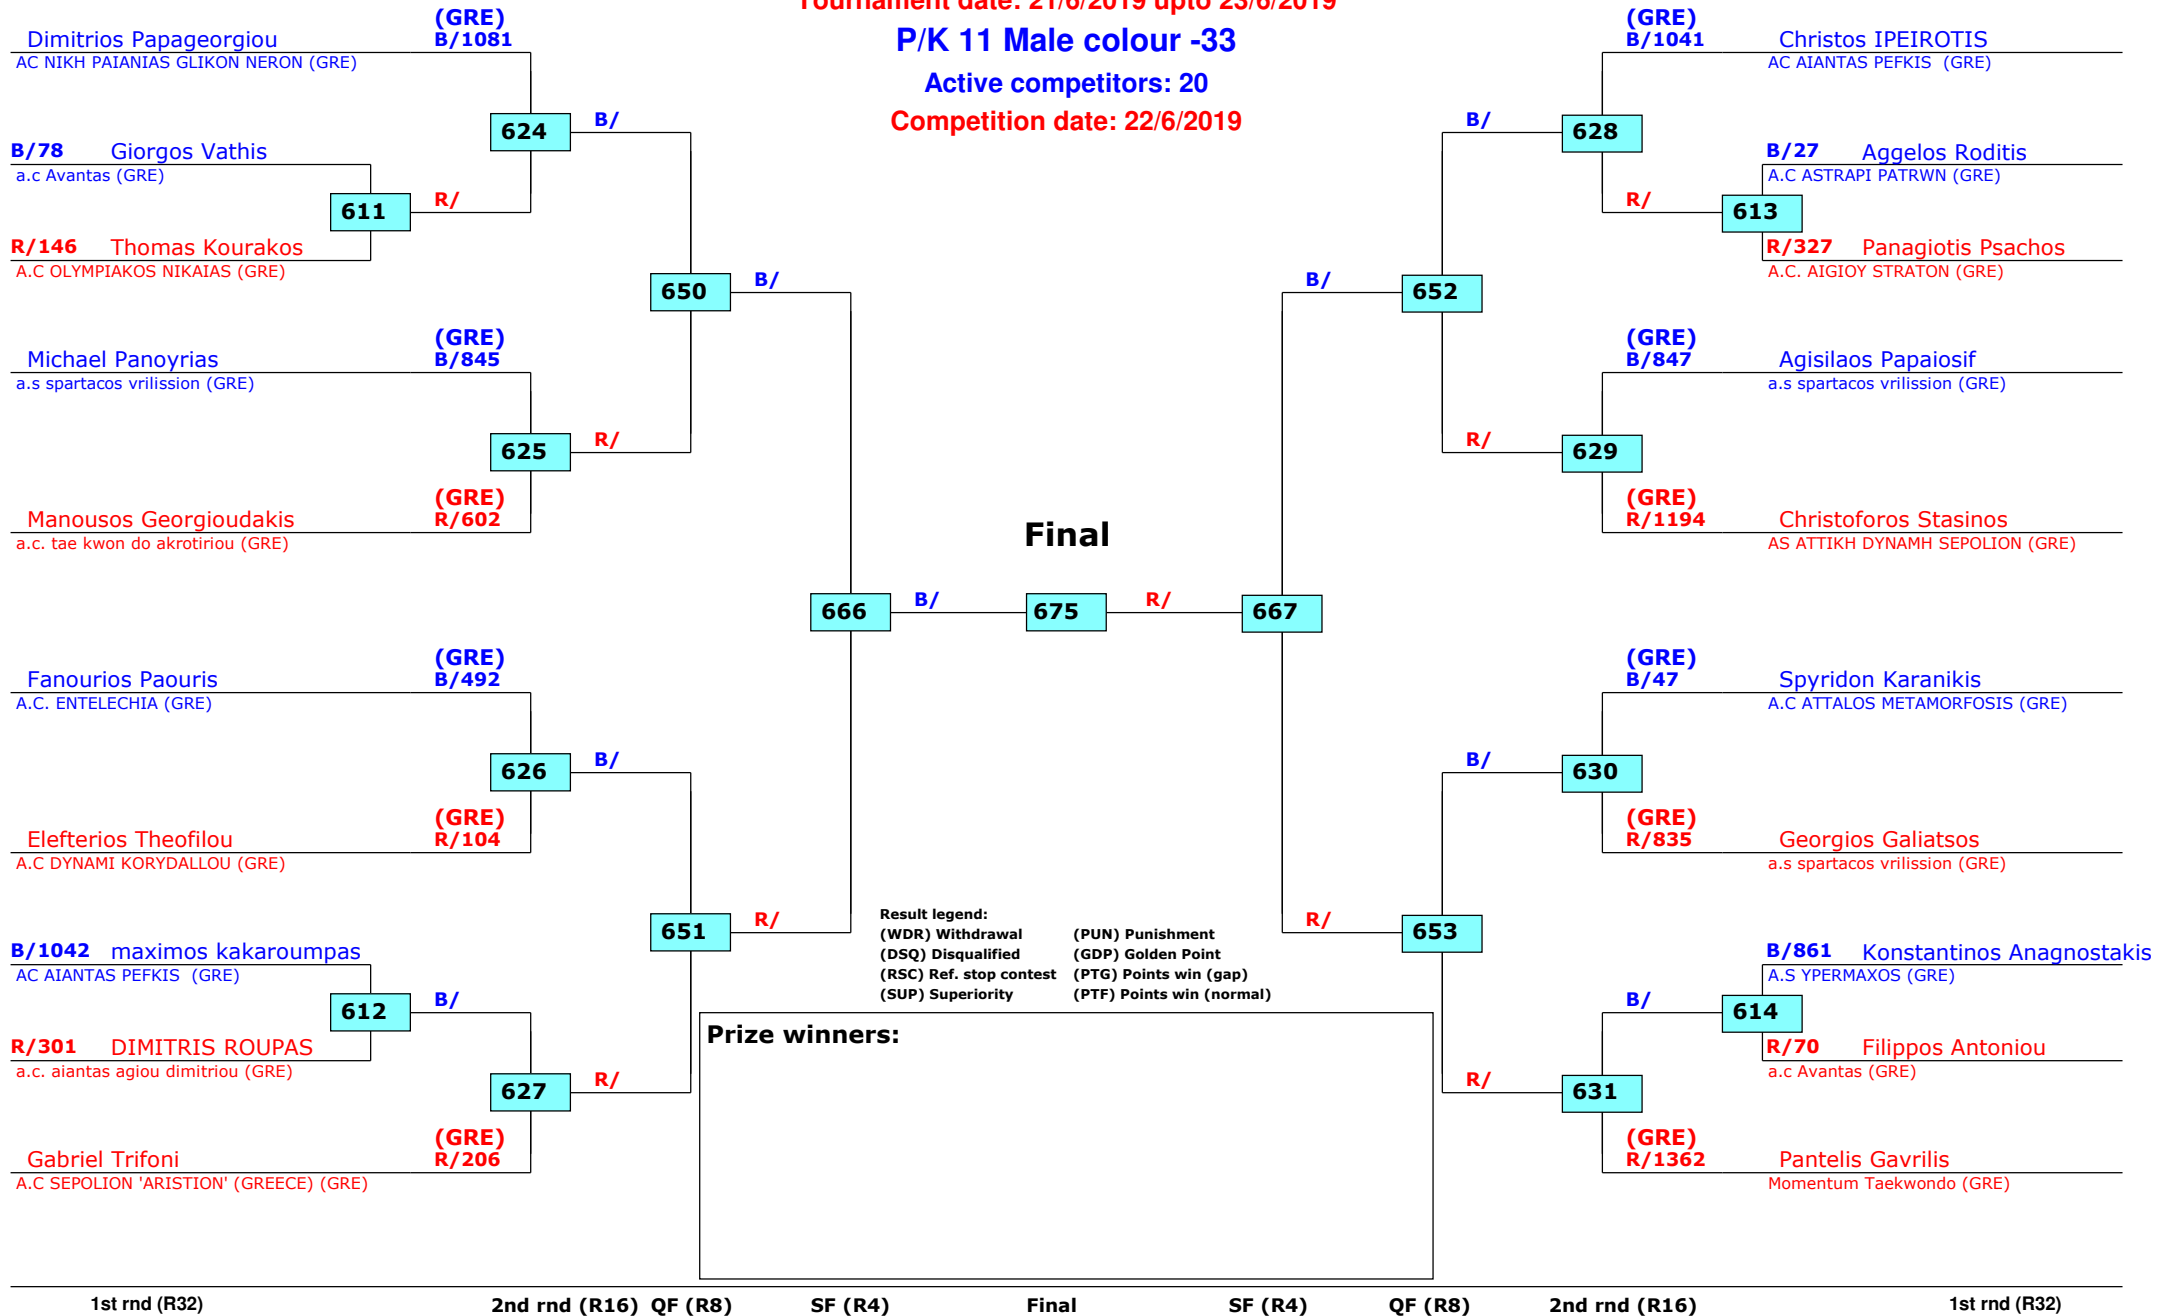 Tournament date: 21/6/2019 upto 23/6/2019
P/K 11 Male colour -33
Active competitors: 20
Competition date: 22/6/2019
(GRE)
Dimitrios Papageorgiou B/1081
AC NIKH PAIANIAS GLIKON NERON (GRE)
624 B/
B/78 Giorgos Vathis
a.c Avantas (GRE)
611 R/
R/146 Thomas Kourakos
A.C OLYMPIAKOS NIKAIAS (GRE)
650 B/
(GRE)
Michael Panoyrias B/845
a.s spartacos vrilission (GRE)
625 R/
(GRE)
Manousos Georgioudakis R/602
a.c. tae kwon do akrotiriou (GRE)
666 B/
(GRE)
Fanourios Paouris B/492
A.C. ENTELECHIA (GRE)
626 B/
(GRE)
Elefterios Theofilou R/104
A.C DYNAMI KORYDALLOU (GRE)
651 R/
B/1042 maximos kakaroumpas
AC AIANTAS PEFKIS (GRE)
612 B/
R/301 DIMITRIS ROUPAS
a.c. aiantas agiou dimitriou (GRE)
627 R/
(GRE)
Gabriel Trifoni R/206
A.C SEPOLION 'ARISTION' (GREECE) (GRE)
Final
675
(GRE)
B/1041 Christos IPEIROTIS
AC AIANTAS PEFKIS (GRE)
B/ 628
B/27 Aggelos Roditis
A.C ASTRAPI PATRWN (GRE)
R/ 613
R/327 Panagiotis Psachos
A.C. AIGIOY STRATON (GRE)
B/ 652
(GRE)
B/847 Agisilaos Papaiosif
a.s spartacos vrilission (GRE)
R/ 629
(GRE)
R/1194 Christoforos Stasinos
AS ATTIKH DYNAMH SEPOLION (GRE)
R/ 667
(GRE)
B/47 Spyridon Karanikis
A.C ATTALOS METAMORFOSIS (GRE)
B/ 630
(GRE)
R/835 Georgios Galiatsos
a.s spartacos vrilission (GRE)
R/ 653
B/861 Konstantinos Anagnostakis
A.S YPERMAXOS (GRE)
B/ 614
R/70 Filippos Antoniou
a.c Avantas (GRE)
R/ 631
(GRE)
R/1362 Pantelis Gavrilis
Momentum Taekwondo (GRE)
Result legend:
(WDR) Withdrawal (PUN) Punishment
(DSQ) Disqualified (GDP) Golden Point
(RSC) Ref. stop contest (PTG) Points win (gap)
(SUP) Superiority (PTF) Points win (normal)
Prize winners:
1st rnd (R32) 2nd rnd (R16) QF (R8) SF (R4) Final SF (R4) QF (R8) 2nd rnd (R16) 1st rnd (R32)